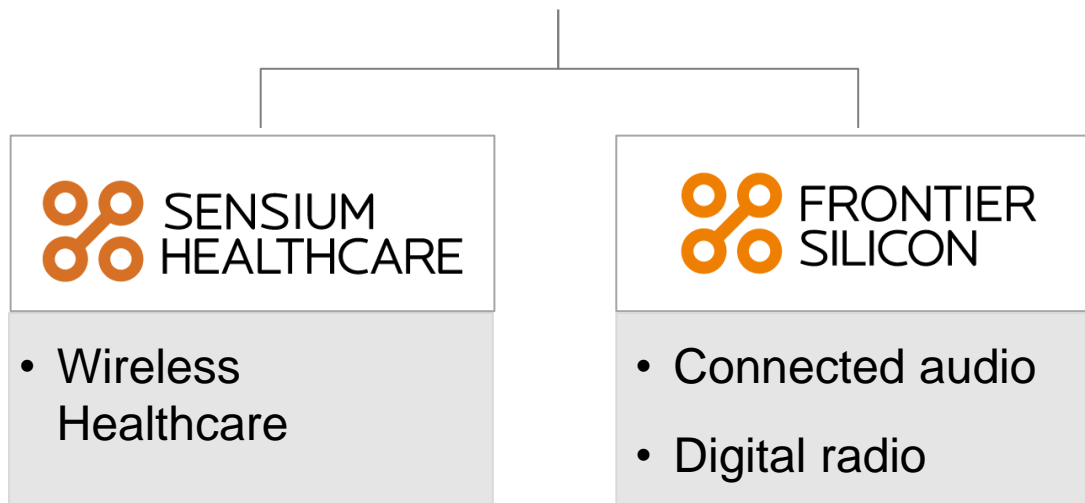 SENSIUM
HEALTHCARE
• Wireless
Healthcare
FRONTIER
SILICON
• Connected audio
• Digital radio